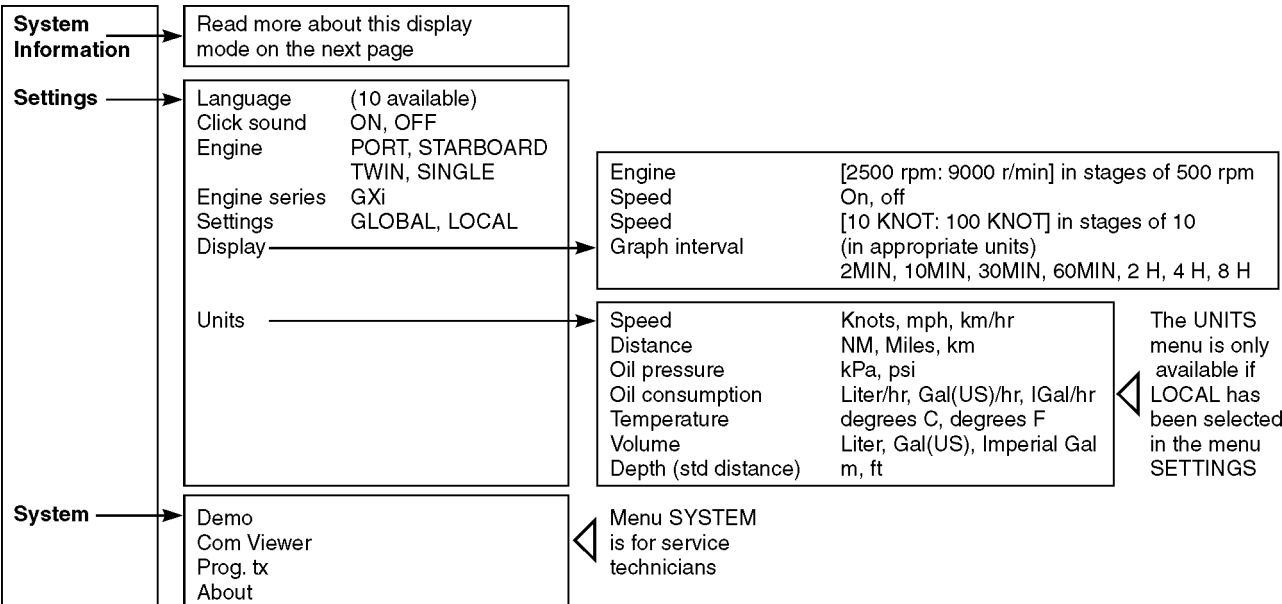 System
Information
Read more about this display
mode on the next page
Settings
Language (10 available)
Click sound ON, OFF
Engine PORT, STARBOARD
TWIN, SINGLE
Engine series GXi
Settings GLOBAL, LOCAL
Display
Engine [2500 rpm: 9000 r/min] in stages of 500 rpm
Speed On, off
Speed [10 KNOT: 100 KNOT] in stages of 10
Graph interval (in appropriate units)
2MIN, 10MIN, 30MIN, 60MIN, 2 H, 4 H, 8 H
Units
Speed Knots, mph, km/hr
Distance NM, Miles, km
Oil pressure kPa, psi
Oil consumption Liter/hr, Gal(US)/hr, IGal/hr
Temperature degrees C, degrees F
Volume Liter, Gal(US), Imperial Gal
Depth (std distance) m, ft
The UNITS
menu is only
available if
LOCAL has
been selected
in the menu
SETTINGS
System
Demo
Com Viewer
Prog. tx
About
Menu SYSTEM
is for service
technicians